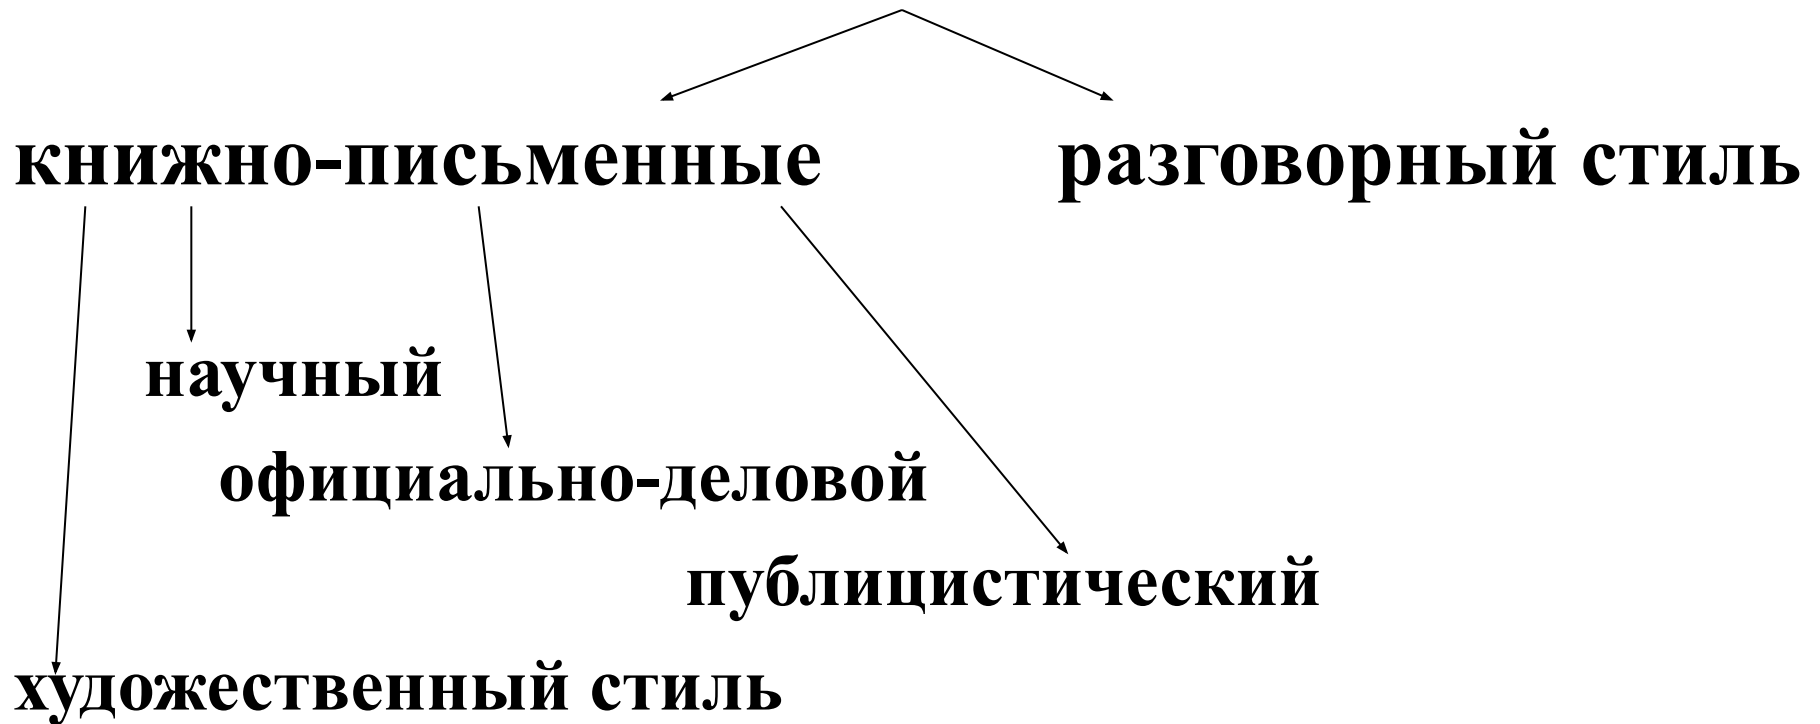 книжно-письменные разговорный стиль
научный
официально-деловой
публицистический
художественный стиль